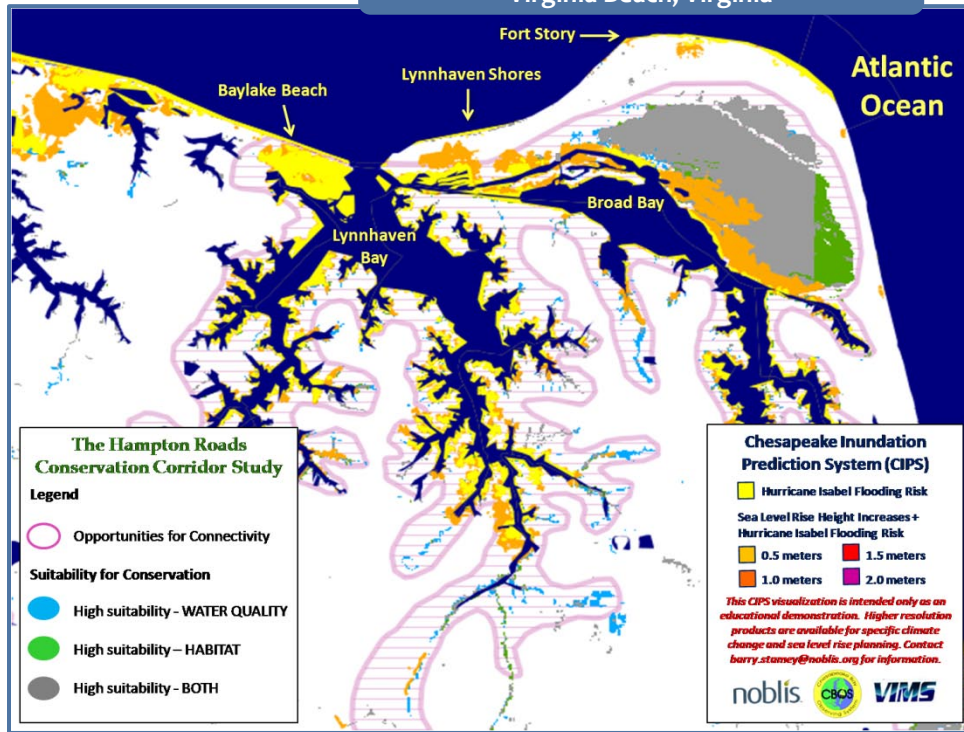 Virginia Beach, Virginia
Fort Story
Lynnhaven Shores
Baylake Beach
Atlantic
Ocean
Broad Bay
Lynnhaven
Bay
The Hampton Roads
Conservation Corridor Study
Legend
Opportunities for Connectivity
Suitability for Conservation
High suitability - WATER QUALITY
High suitability – HABITAT
High suitability - BOTH
Chesapeake Inundation
Prediction System (CIPS)
Hurricane Isabel Flooding Risk
Sea Level Rise Height Increases +
Hurricane Isabel Flooding Risk
0.5 meters
1.5 meters
1.0 meters
2.0 meters
This CIPS visualization is intended only as an
educational demonstration. Higher resolution
products are available for specific climate
change and sea level rise planning. Contact
barry.stamey@noblis.org for information.
noblis
CBOS
VIMS